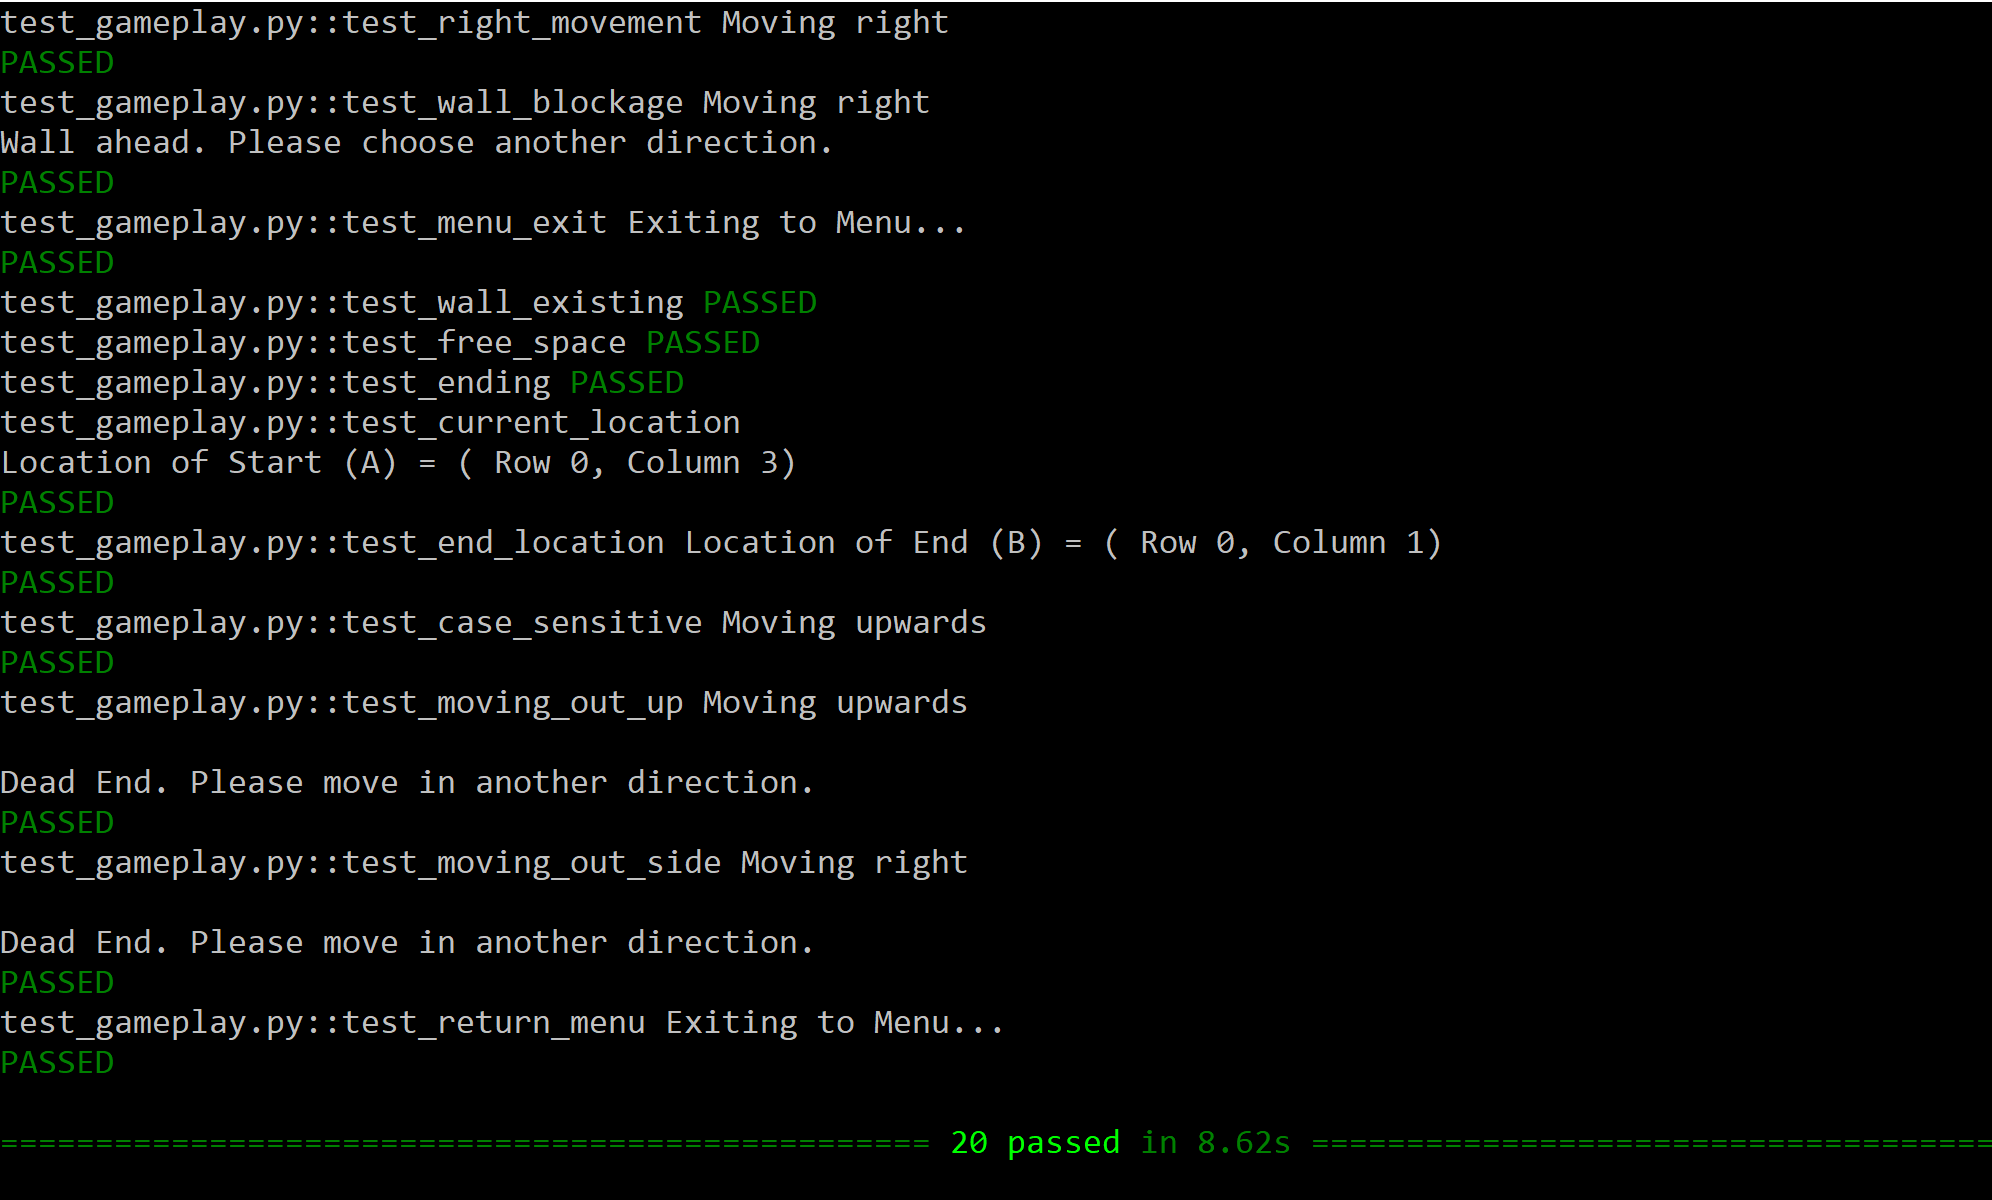 test_gameplay.py::test_right_movement Moving right
PASSED
test_gameplay.py::test_wall_blockage Moving right
Wall ahead. Please choose another direction.
PASSED
test_gameplay.py::test_menu_exit Exiting to Menu...
PASSED
test_gameplay.py::test_wall_existing PASSED
test_gameplay.py::test_free_space PASSED
test_gameplay.py::test_ending PASSED
test_gameplay.py::test_current_location
Location of Start (A) = ( Row 0, Column 3)
PASSED
test_gameplay.py::test_end_location Location of End (B) = ( Row 0, Column 1)
PASSED
test_gameplay.py::test_case_sensitive Moving upwards
PASSED
test_gameplay.py::test_moving_out_up Moving upwards
Dead End. Please move in another direction.
PASSED
test_gameplay.py::test_moving_out_side Moving right
Dead End. Please move in another direction.
PASSED
test_gameplay.py::test_return_menu Exiting to Menu...
PASSED
================================================= 20 passed in 8.62s ====================================